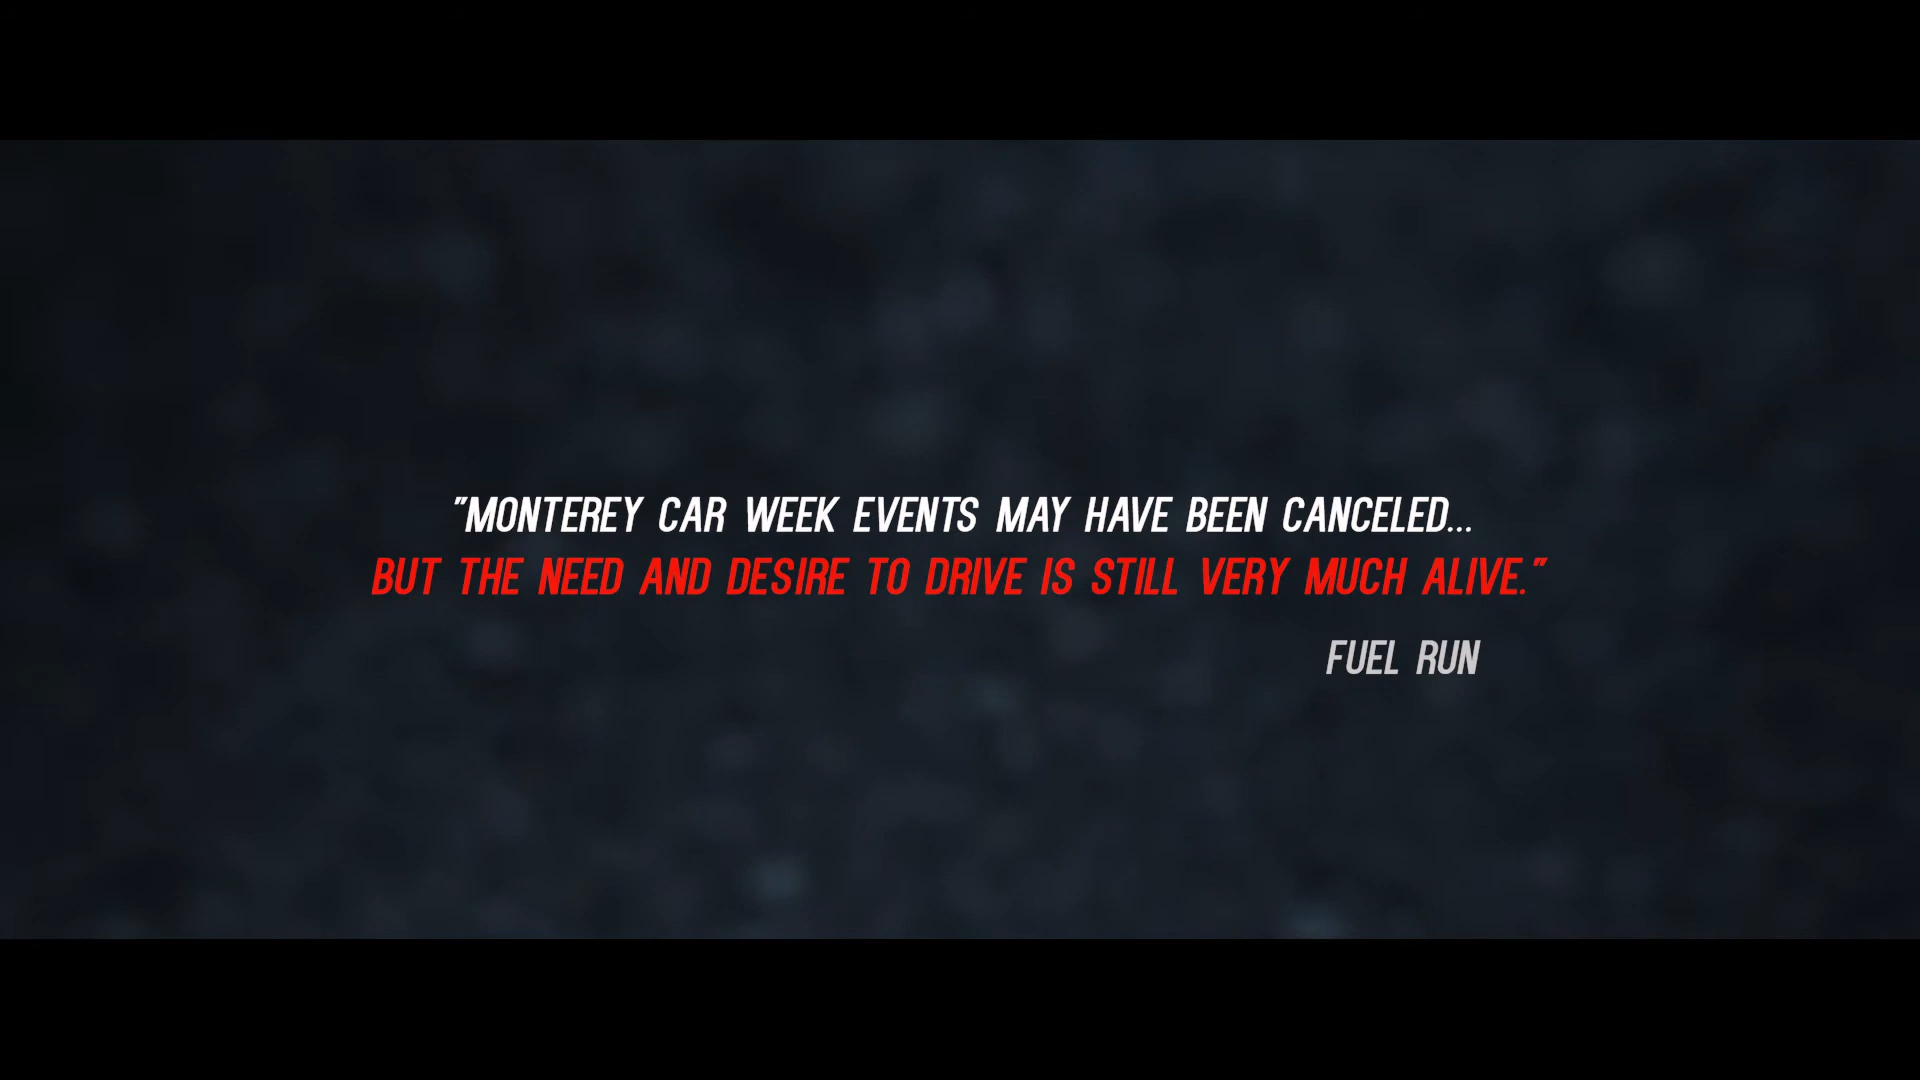 "MONTEREY CAR WEEK EVENTS MAY HAVE BEEN CANCELED...
BUT THE NEED AND DESIRE TO DRIVE IS STILL VERY MUCH ALIVE."
FUEL RUN